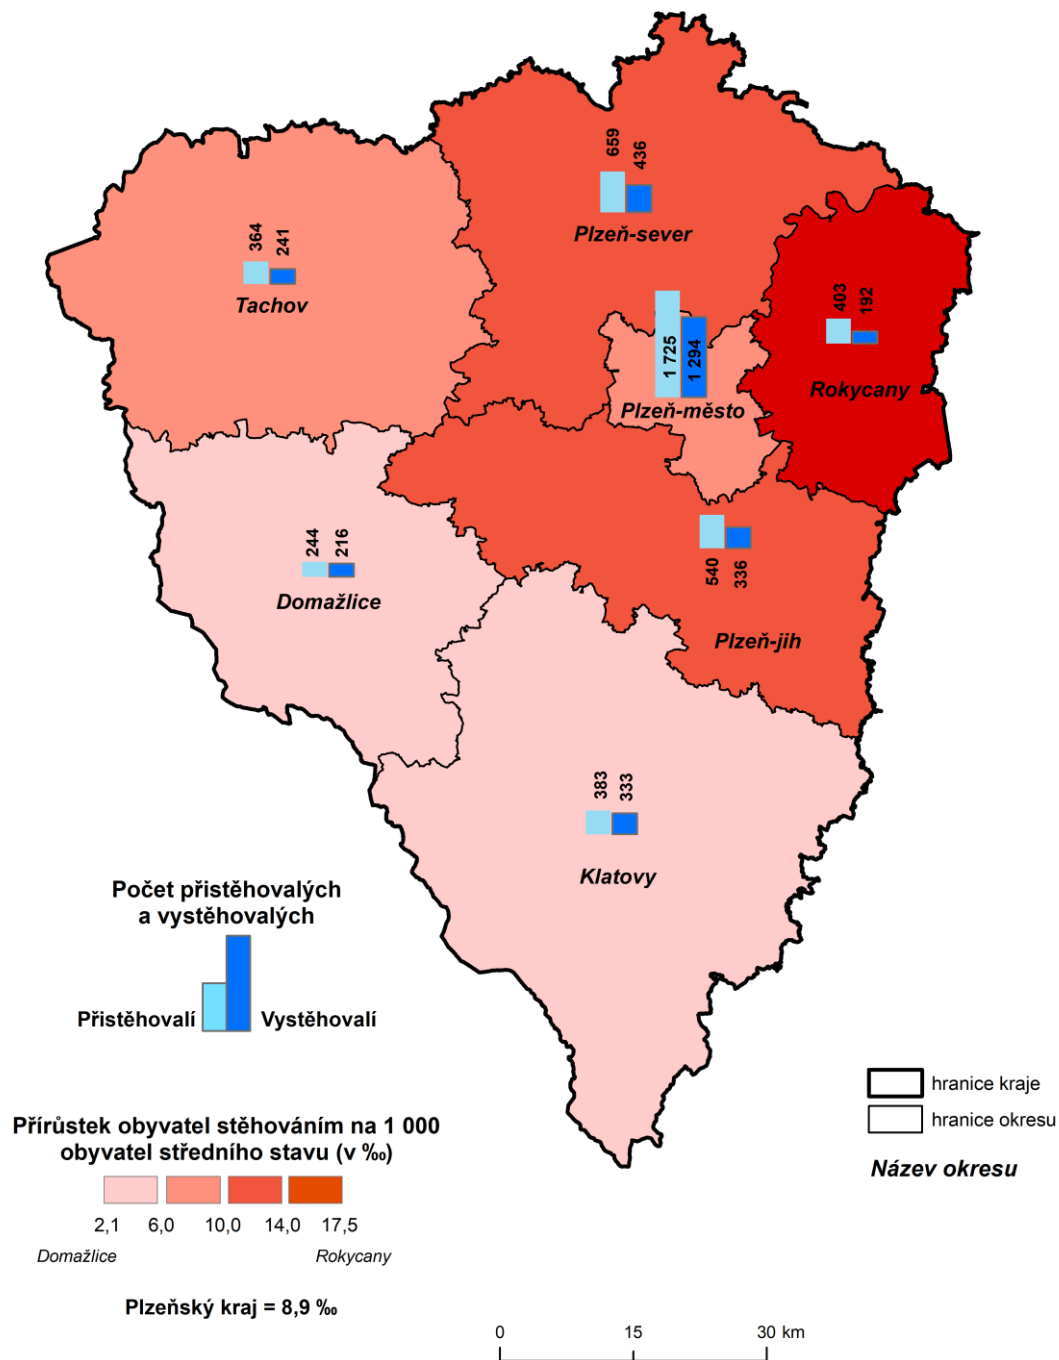 659
436
Plzeň-sever
364
241
Tachov
403
192
Rokycany
1 725
1 294
Plzeň-město
540
336
Plzeň-jih
244
216
Domažlice
383
333
Klatovy
Počet přistěhovalých
a vystěhovalých
Přistěhovalí
Vystěhovalí
Přírůstek obyvatel stěhováním na 1 000
obyvatel středního stavu (v ‰)
2,1 6,0 10,0 14,0 17,5
Domažlice Rokycany
Plzeňský kraj = 8,9 ‰
hranice kraje
hranice okresu
Název okresu
0 15 30 km